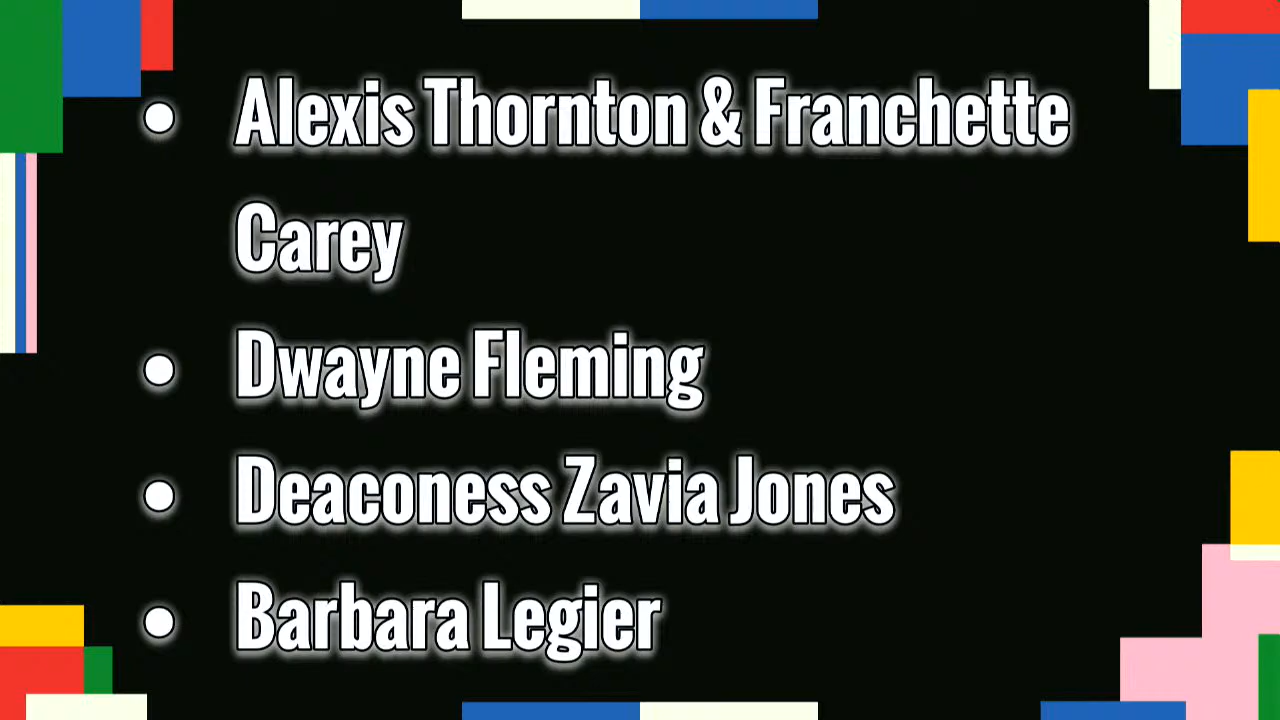 • Alexis Thornton & Franchette
Carey
• Dwayne Fleming
• Deaconess Zavia Jones
• Barbara Legier